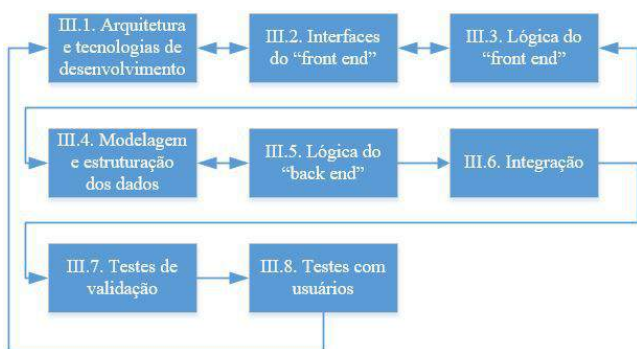 III.1. Arquitetura
e tecnologias de
desenvolvimento
III.2. Interfaces
do “front end”
III.3. Lógica do
“front end”
III.4. Modelagem
e estruturação
dos dados
III.5. Lógica do
“back end”
III.6. Integração
III.7. Testes de
validação
III.8. Testes com
usuários